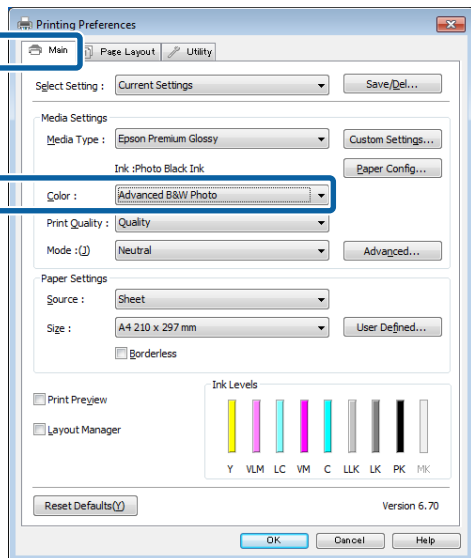 Printing Preferences
Main Page Layout Utility
Select Setting : Current Settings Save/Del...
Media Settings
Media Type : Epson Premium Glossy Custom Settings...
Ink :Photo Black Ink Paper Config...
Color : Advanced B&W Photo
Print Quality : Quality
Mode :(J) Neutral Advanced...
Paper Settings
Source : Sheet
Size : A4 210 x 297 mm User Defined...
Borderless
Ink Levels
Print Preview
Layout Manager
Y VLM LC VM C LLK LK PK MK
Reset Defaults(Y) Version 6.70
OK Cancel Help